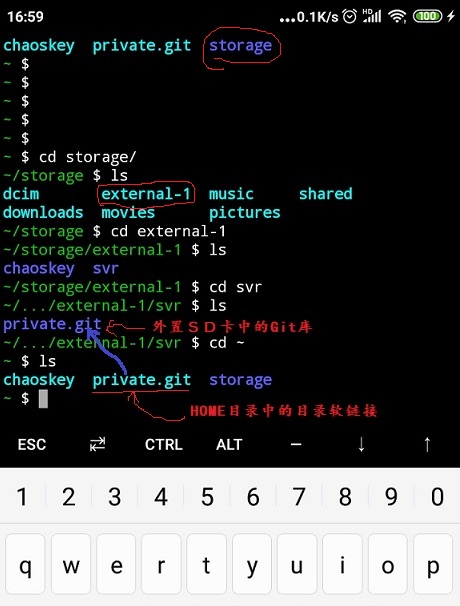 16:59 ...0.1K/s HD 100
chaoskey private.git storage
~ $
~ $
~ $
~ $
~ $
~ $ cd storage/
~/storage $ ls
dcim external-1 music shared
downloads movies pictures
~/storage $ cd external-1
~/storage/external-1 $ ls
chaoskey svr
~/storage/external-1 $ cd svr
~/.../external-1/svr $ ls
private.git 外置SD卡中的Git库
~/.../external-1/svr $ cd ~
~ $ ls
chaoskey private.git storage
~ $
HOME目录中的目录软链接
ESC ⇄ CTRL ALT — ↓ ↑
1 2 3 4 5 6 7 8 9 0
q w e r t y u i o p